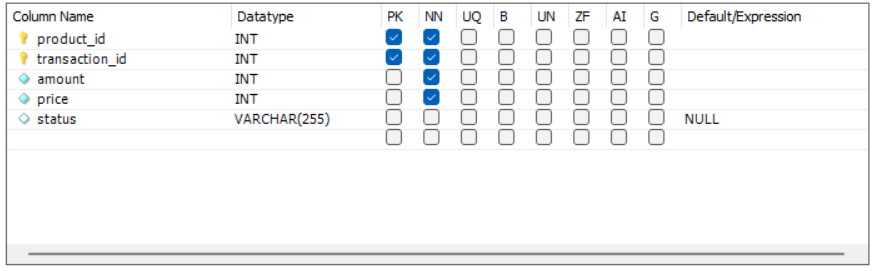 Column Name Datatype PK NN UQ B UN ZF AI G Default/Expression
product_id INT
transaction_id INT
amount INT
price INT
status VARCHAR(255) NULL